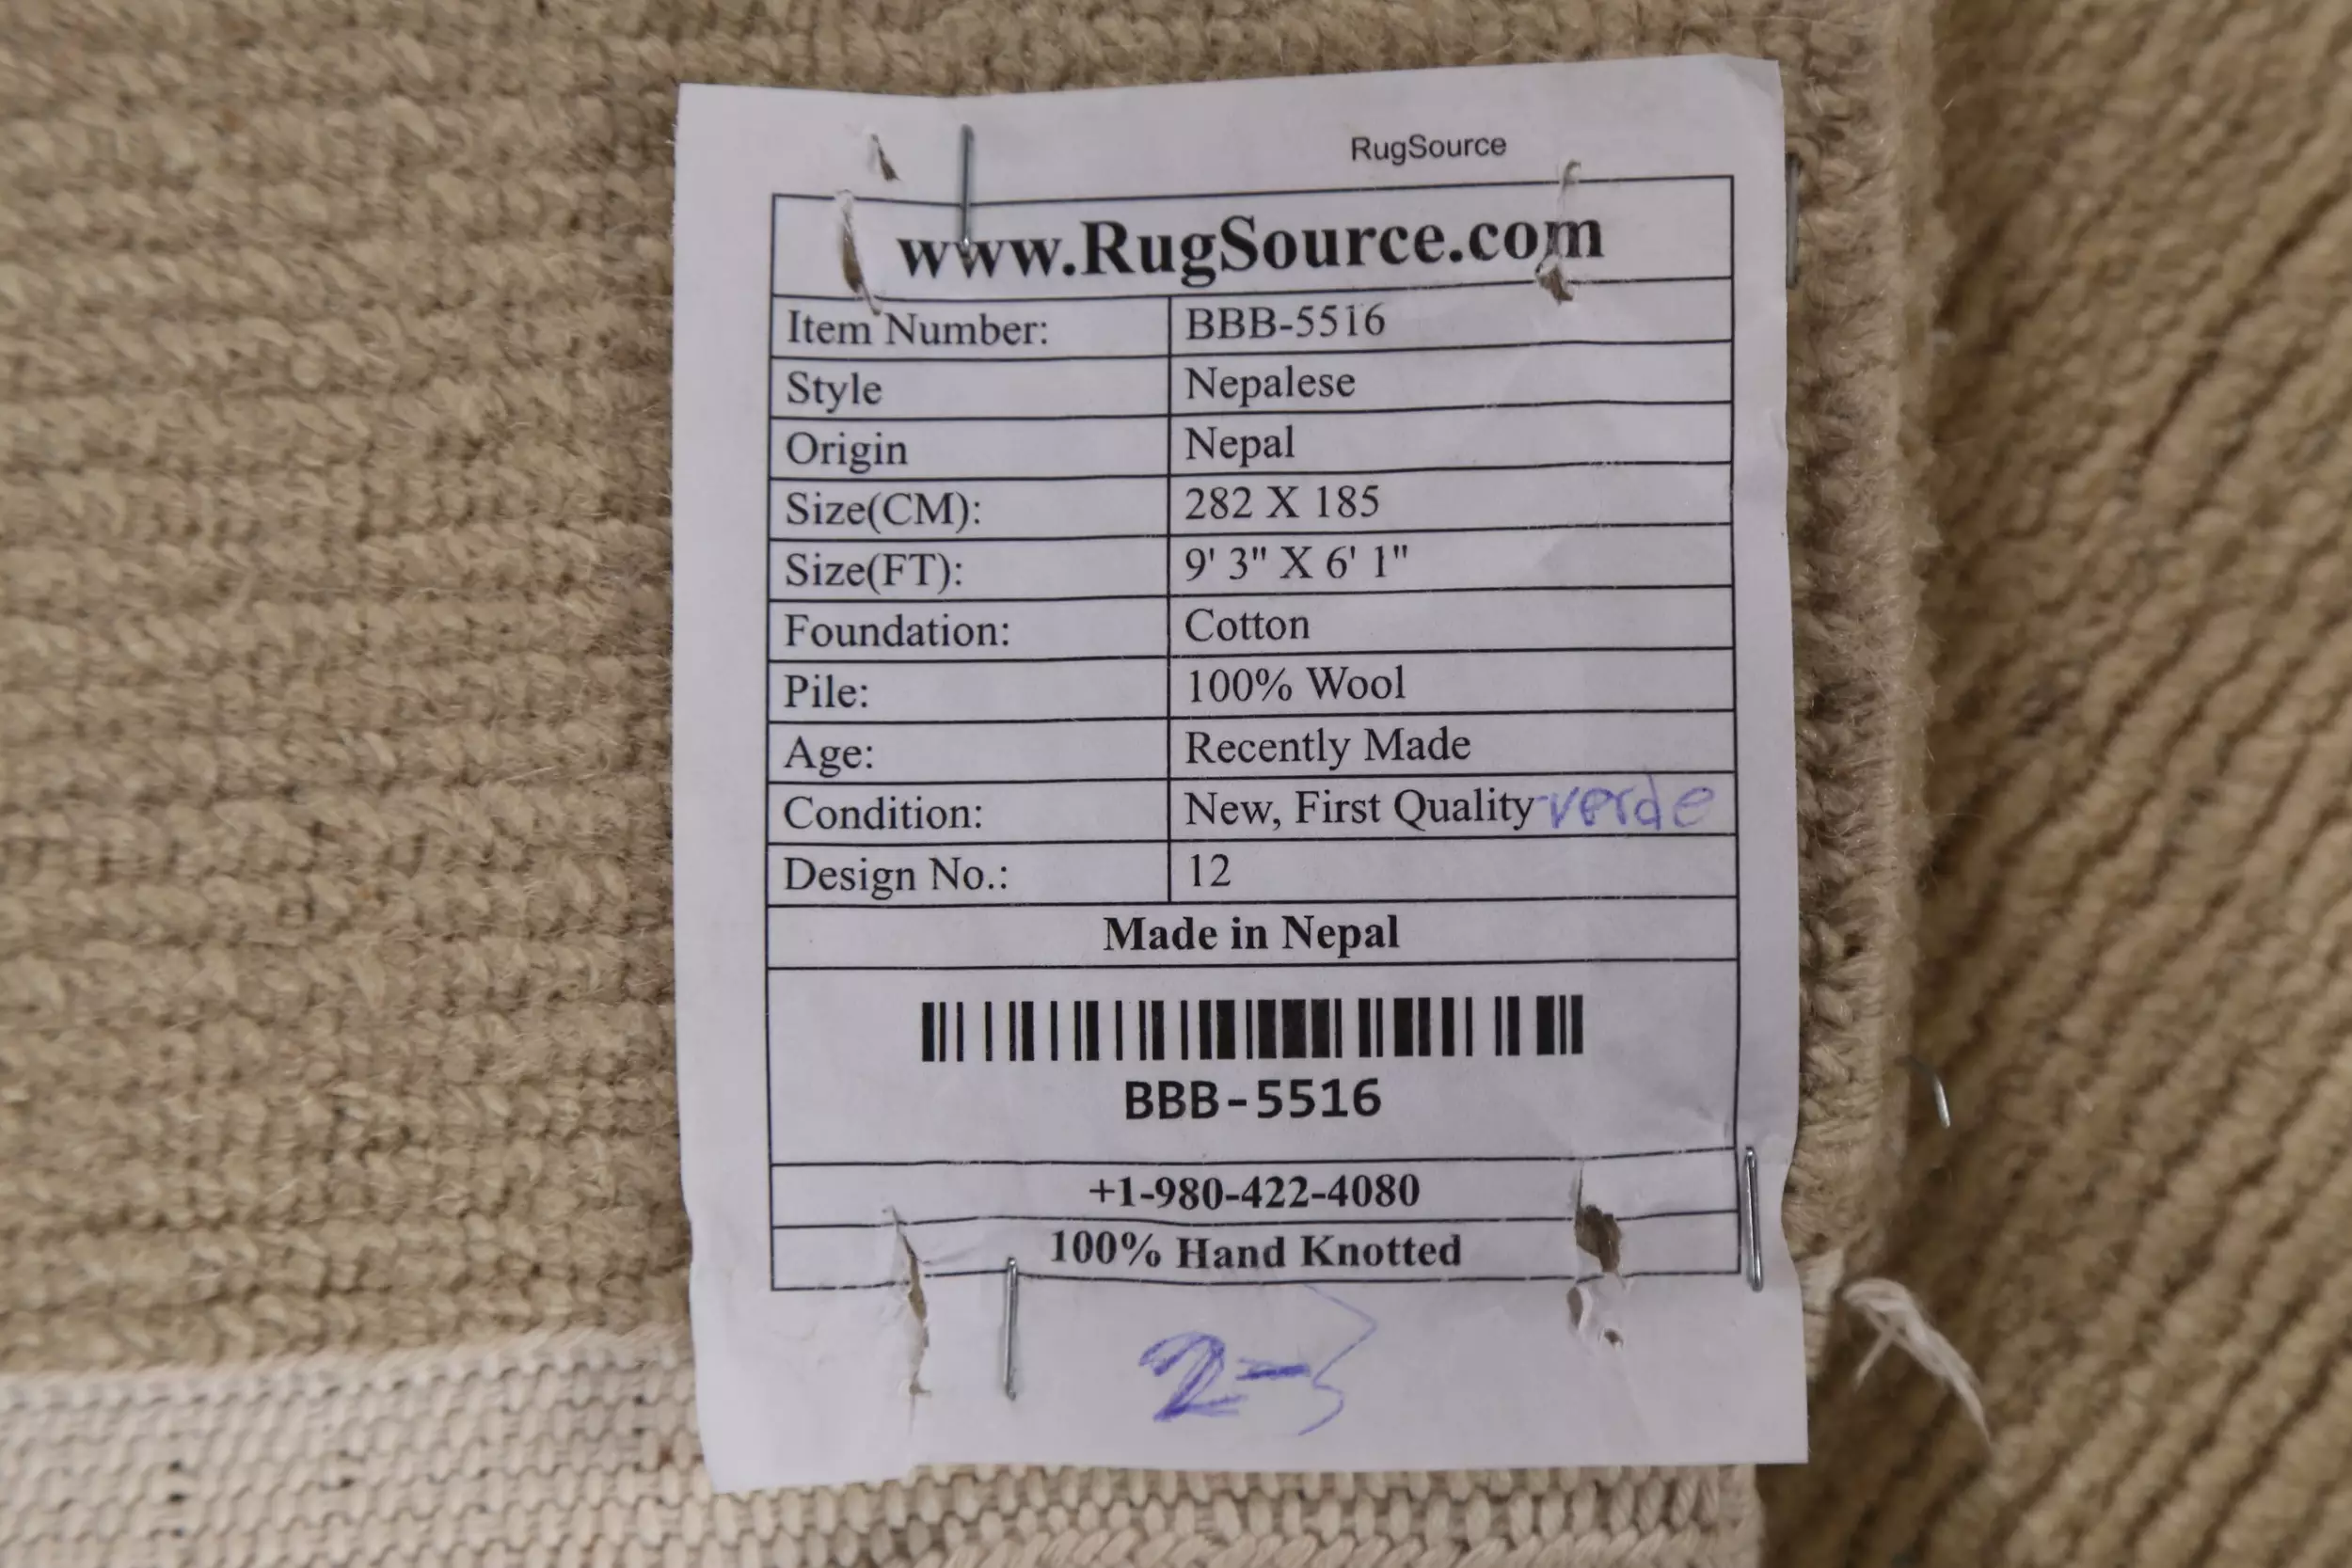 RugSource
www.RugSource.com
Item Number: BBB-5516
Style Nepalese
Origin Nepal
Size(CM): 282 X 185
Size(FT): 9' 3" X 6' 1"
Foundation: Cotton
Pile: 100% Wool
Age: Recently Made
Condition: New, First Quality-verde
Design No.: 12
Made in Nepal
BBB-5516
+1-980-422-4080
100% Hand Knotted
2-3